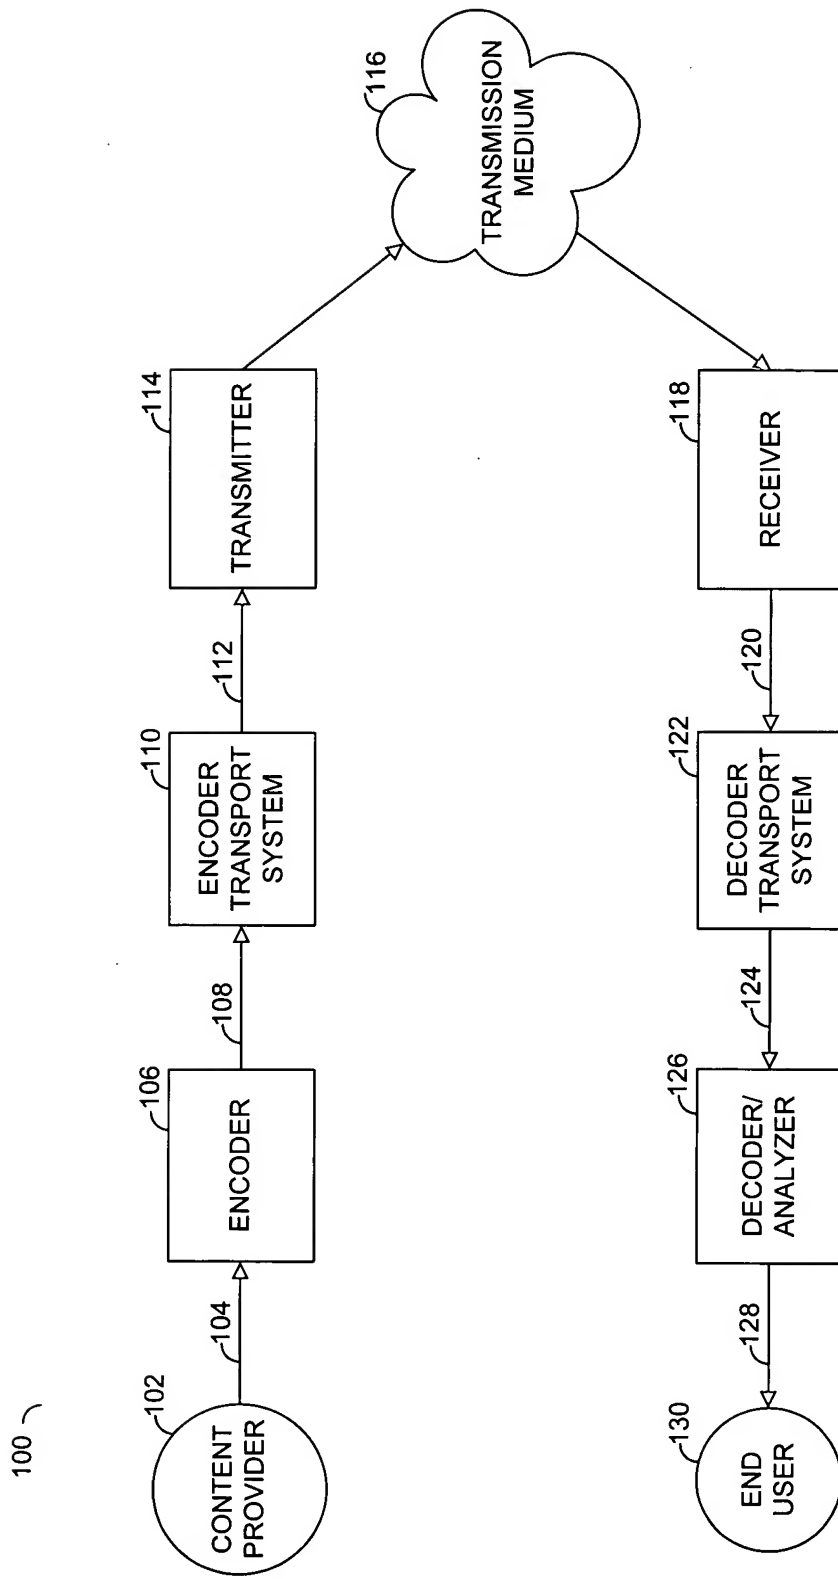 100
102
CONTENT
PROVIDER
104
106
ENCODER
108
110
ENCODER
TRANSPORT
SYSTEM
112
114
TRANSMITTER
116
TRANSMISSION
MEDIUM
118
RECEIVER
120
122
DECODER
TRANSPORT
SYSTEM
124
126
DECODER/
ANALYZER
128
130
END
USER